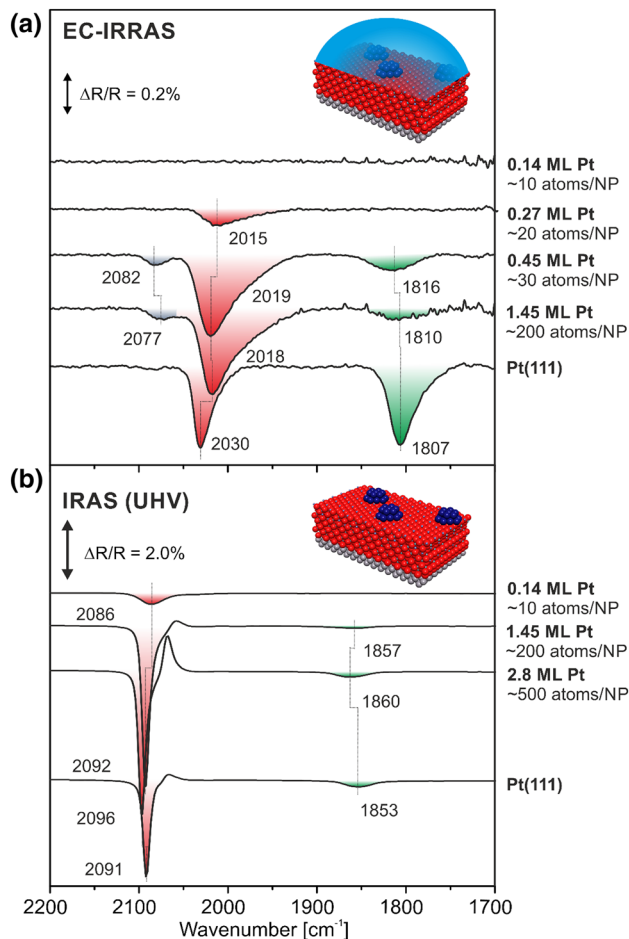 (a)
EC-IRRAS
ΔR/R = 0.2%
0.14 ML Pt
~10 atoms/NP
0.27 ML Pt
~20 atoms/NP
2015
0.45 ML Pt
~30 atoms/NP
2082
2019
1816
1.45 ML Pt
~200 atoms/NP
2077
2018
1810
Pt(111)
2030
1807
(b)
IRAS (UHV)
ΔR/R = 2.0%
0.14 ML Pt
~10 atoms/NP
2086
1.45 ML Pt
~200 atoms/NP
1857
2.8 ML Pt
~500 atoms/NP
1860
2092
Pt(111)
1853
2096
2091
2200 2100 2000 1900 1800 1700
Wavenumber [cm⁻¹]